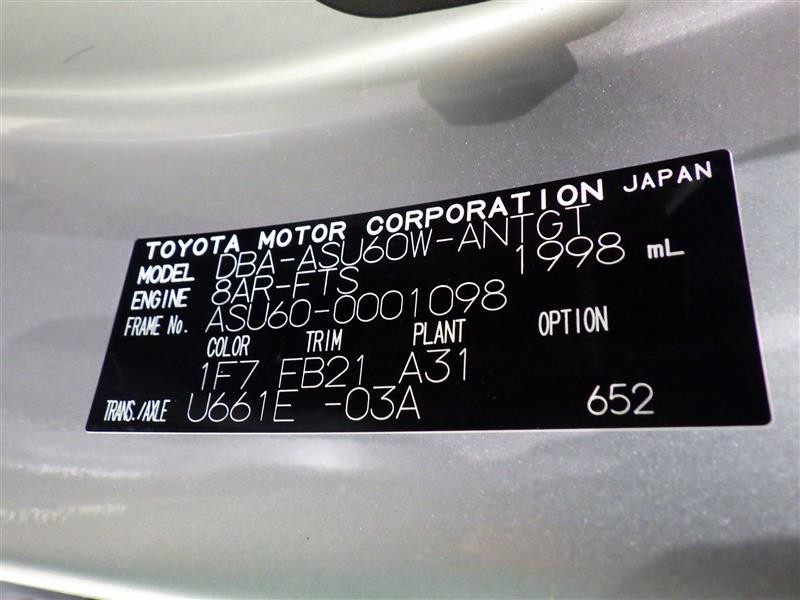 TOYOTA MOTOR CORPORATION JAPAN
MODEL DBA-ASU60W-ANTGT
ENGINE 8AR-FTS 1998 mL
FRAME No. ASU60-0001098
COLOR TRIM PLANT OPTION
1F7 EB21 A31
TRANS./AXLE U661E -03A 652